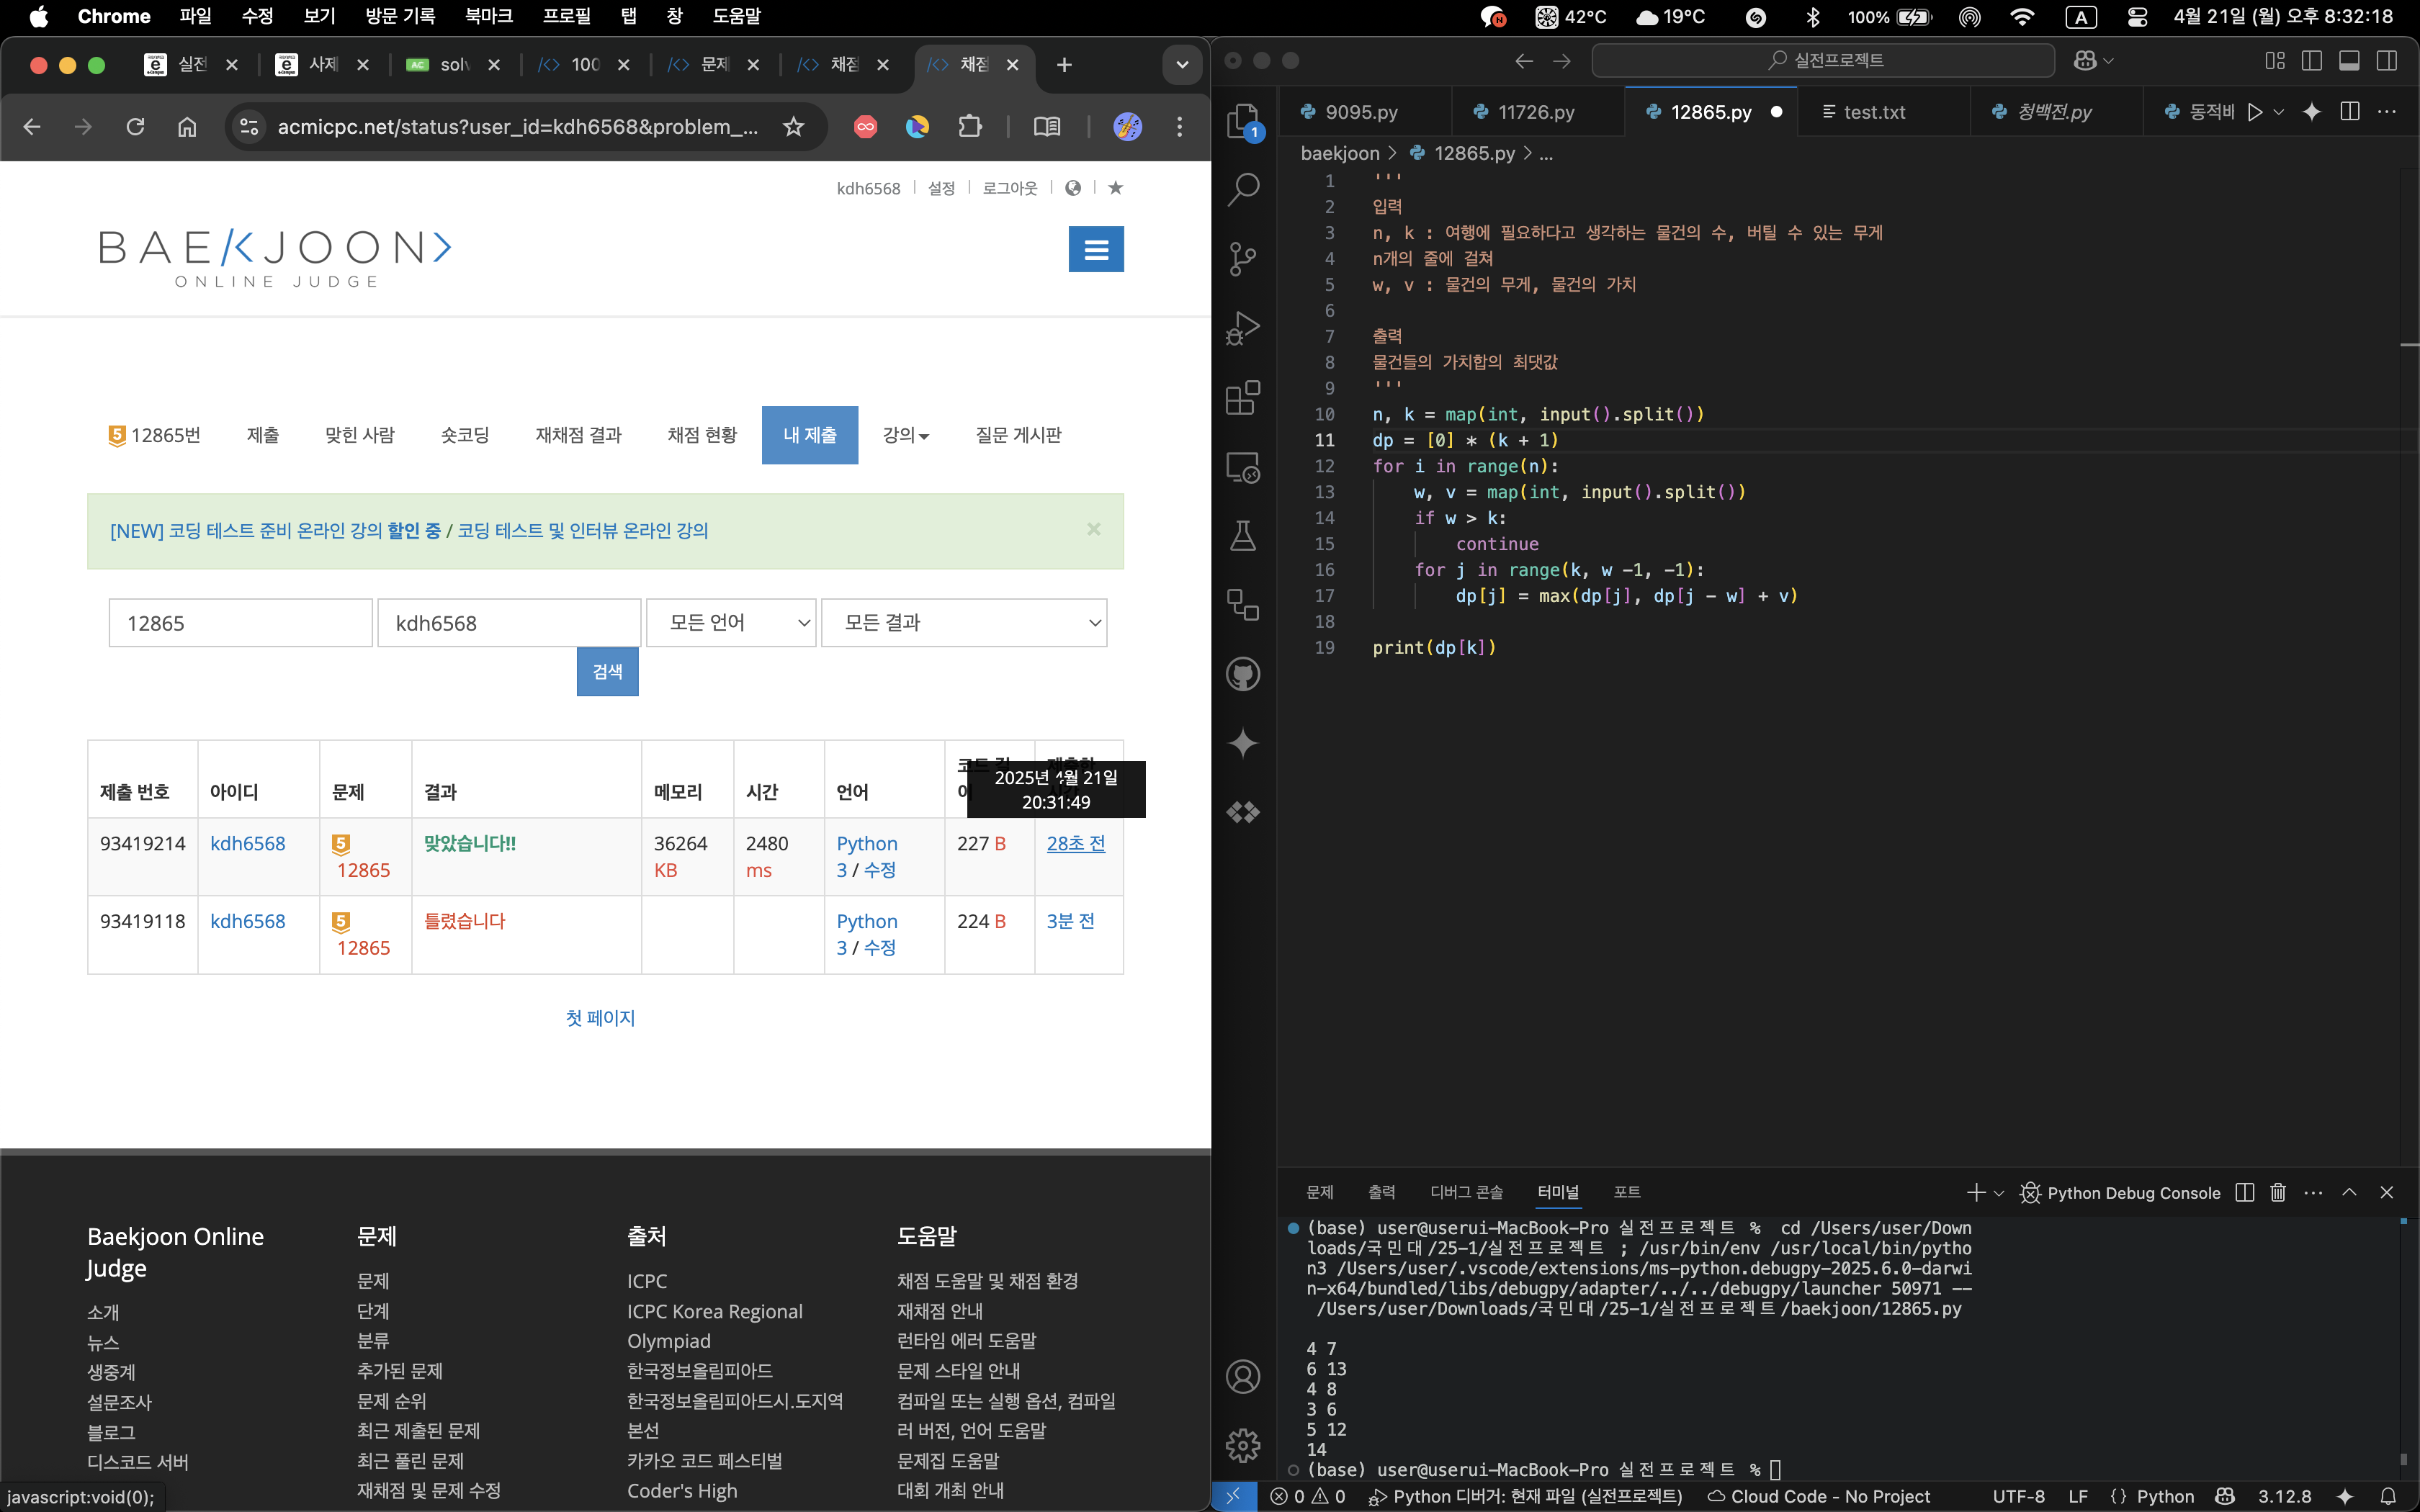 Chrome 파일 수정 보기 방문 기록 북마크 프로필 탭 창 도움말 42°C 19°C 100% A 4월 21일 (월) 오후 8:32:18
실전 사제 AC solv 100 문제 채점 채점
acmicpc.net/status?user_id=kdh6568&problem_...
kdh6568 설정 로그아웃
BAEKJOON
ONLINE JUDGE
5 12865번 제출 맞힌 사람 숏코딩 재채점 결과 채점 현황 내 제출 강의 질문 게시판
[NEW] 코딩 테스트 준비 온라인 강의 할인 중 / 코딩 테스트 및 인터뷰 온라인 강의 ×
12865 kdh6568 모든 언어 모든 결과
검색
제출 번호 아이디 문제 결과 메모리 시간 언어
2025년 4월 21일
20:31:49
93419214 kdh6568 5 12865 맞았습니다!! 36264 KB 2480 ms Python 3 / 수정 227 B 28초 전
93419118 kdh6568 5 12865 틀렸습니다 Python 3 / 수정 224 B 3분 전
첫 페이지
Baekjoon Online Judge
소개
뉴스
생중계
설문조사
블로그
디스코드 서버
문제
문제
단계
분류
추가된 문제
문제 순위
최근 제출된 문제
최근 풀린 문제
재채점 및 문제 수정
출처
ICPC
ICPC Korea Regional
Olympiad
한국정보올림피아드
한국정보올림피아드시.도지역
본선
카카오 코드 페스티벌
Coder's High
도움말
채점 도움말 및 채점 환경
재채점 안내
런타임 에러 도움말
문제 스타일 안내
컴파일 또는 실행 옵션, 컴파일
러 버전, 언어 도움말
문제집 도움말
대회 개최 안내
javascript:void(0);
실전프로젝트
1
9095.py 11726.py 12865.py test.txt 청백전.py 동적바
baekjoon > 12865.py > ...
1 '''
2 입력
3 n, k : 여행에 필요하다고 생각하는 물건의 수, 버틸 수 있는 무게
4 n개의 줄에 걸쳐
5 w, v : 물건의 무게, 물건의 가치
6
7 출력
8 물건들의 가치합의 최댓값
9 '''
10 n, k = map(int, input().split())
11 dp = [0] * (k + 1)
12 for i in range(n):
13 w, v = map(int, input().split())
14 if w > k:
15 continue
16 for j in range(k, w -1, -1):
17 dp[j] = max(dp[j], dp[j - w] + v)
18
19 print(dp[k])
문제 출력 디버그 콘솔 터미널 포트 Python Debug Console
(base) user@userui-MacBook-Pro 실전프로젝트 % cd /Users/user/Down
loads/국민대/25-1/실전프로젝트 ; /usr/bin/env /usr/local/bin/pytho
n3 /Users/user/.vscode/extensions/ms-python.debugpy-2025.6.0-darwi
n-x64/bundled/libs/debugpy/adapter/../../debugpy/launcher 50971 --
/Users/user/Downloads/국민대/25-1/실전프로젝트/baekjoon/12865.py
4 7
6 13
4 8
3 6
5 12
14
(base) user@userui-MacBook-Pro 실전프로젝트 %
0 0 Python 디버거: 현재 파일 (실전프로젝트) Cloud Code - No Project UTF-8 LF {} Python 3.12.8